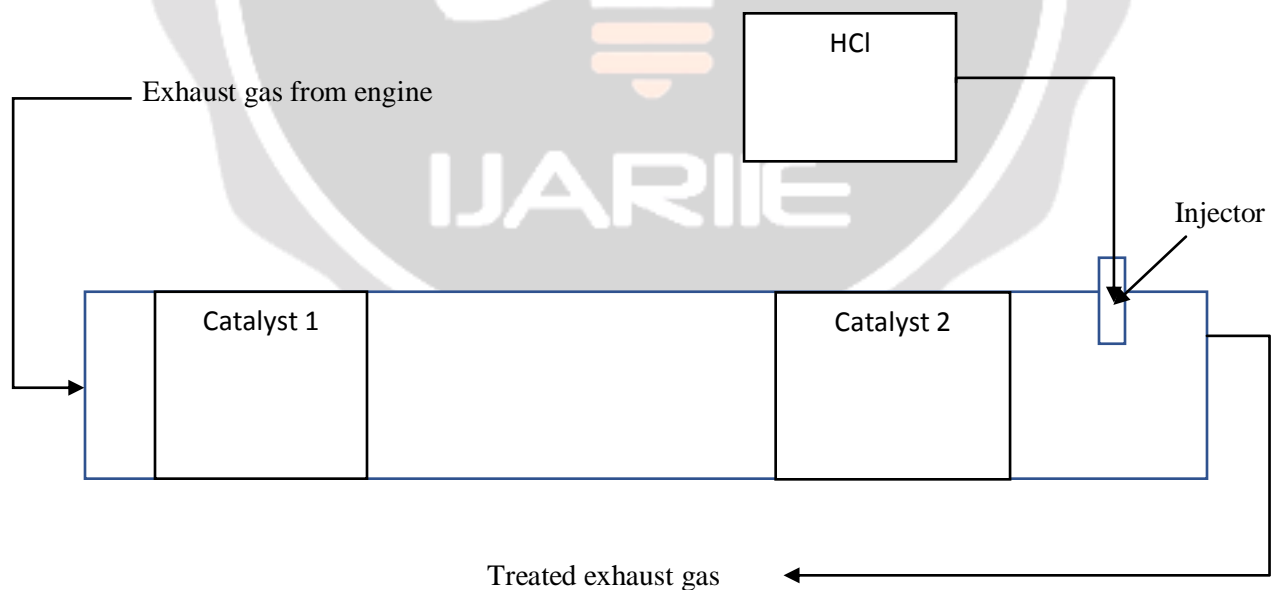 HCl
Exhaust gas from engine
IJARIIE
Injector
Catalyst 1
Catalyst 2
Treated exhaust gas